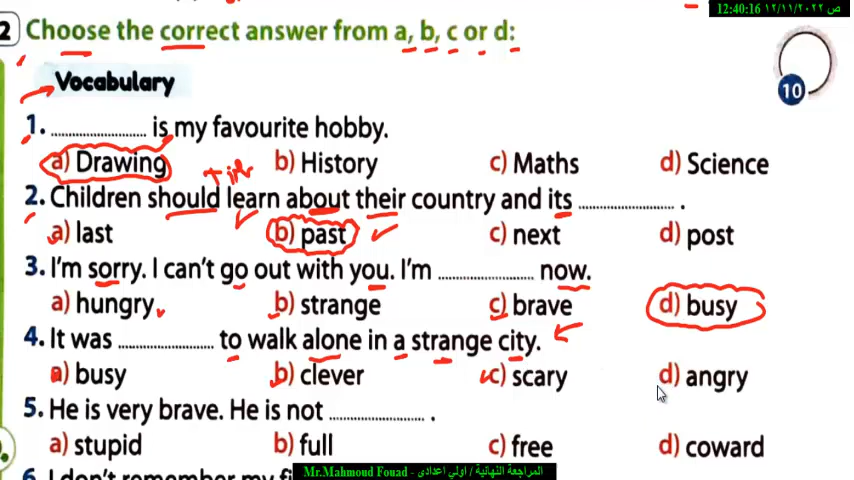 ص 12:40:16 ١٢/١١/٢٠٢٢
2 Choose the correct answer from a, b, c or d:
Vocabulary
10
1. .......................... is my favourite hobby.
a) Drawing b) History c) Maths d) Science
+ inf
2. Children should learn about their country and its .......................... .
a) last b) past c) next d) post
3. I'm sorry. I can't go out with you. I'm .......................... now.
a) hungry b) strange c) brave d) busy
4. It was .......................... to walk alone in a strange city.
a) busy b) clever c) scary d) angry
5. He is very brave. He is not .......................... .
a) stupid b) full c) free d) coward
6. I don't remember my
Mr.Mahmoud Fouad - المراجعة النهائية / اولي اعدادى